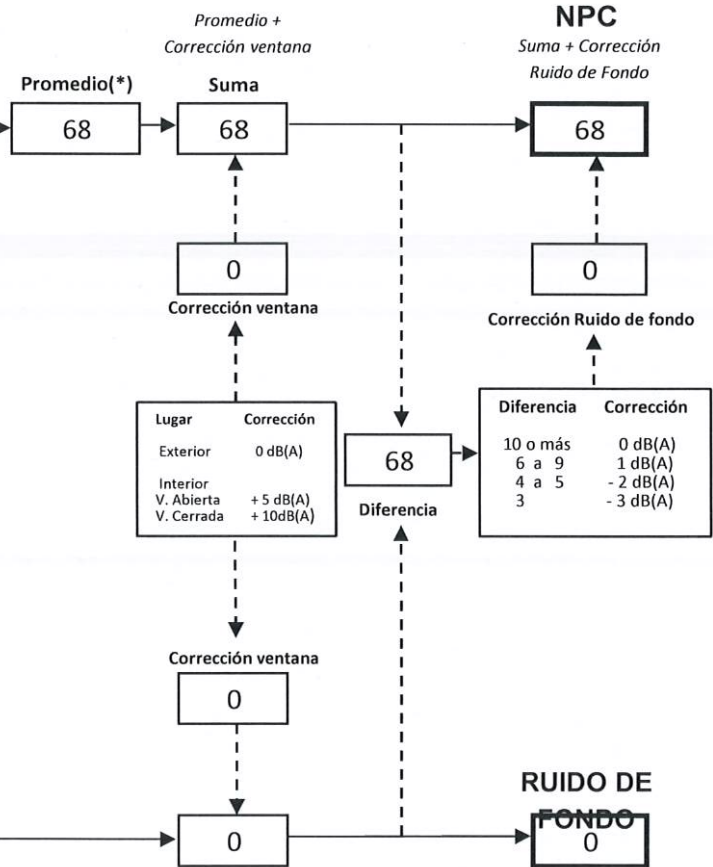 Promedio +
Corrección ventana
NPC
Suma + Corrección
Ruido de Fondo
Promedio(*)
Suma
68
68
68
0
0
Corrección ventana
Corrección Ruido de fondo
Lugar Corrección
Exterior 0 dB(A)
Interior
V. Abierta + 5 dB(A)
V. Cerrada + 10dB(A)
68
Diferencia
Diferencia Corrección
10 o más 0 dB(A)
6 a 9 1 dB(A)
4 a 5 - 2 dB(A)
3 - 3 dB(A)
Corrección ventana
0
RUIDO DE
FONDO
0
0